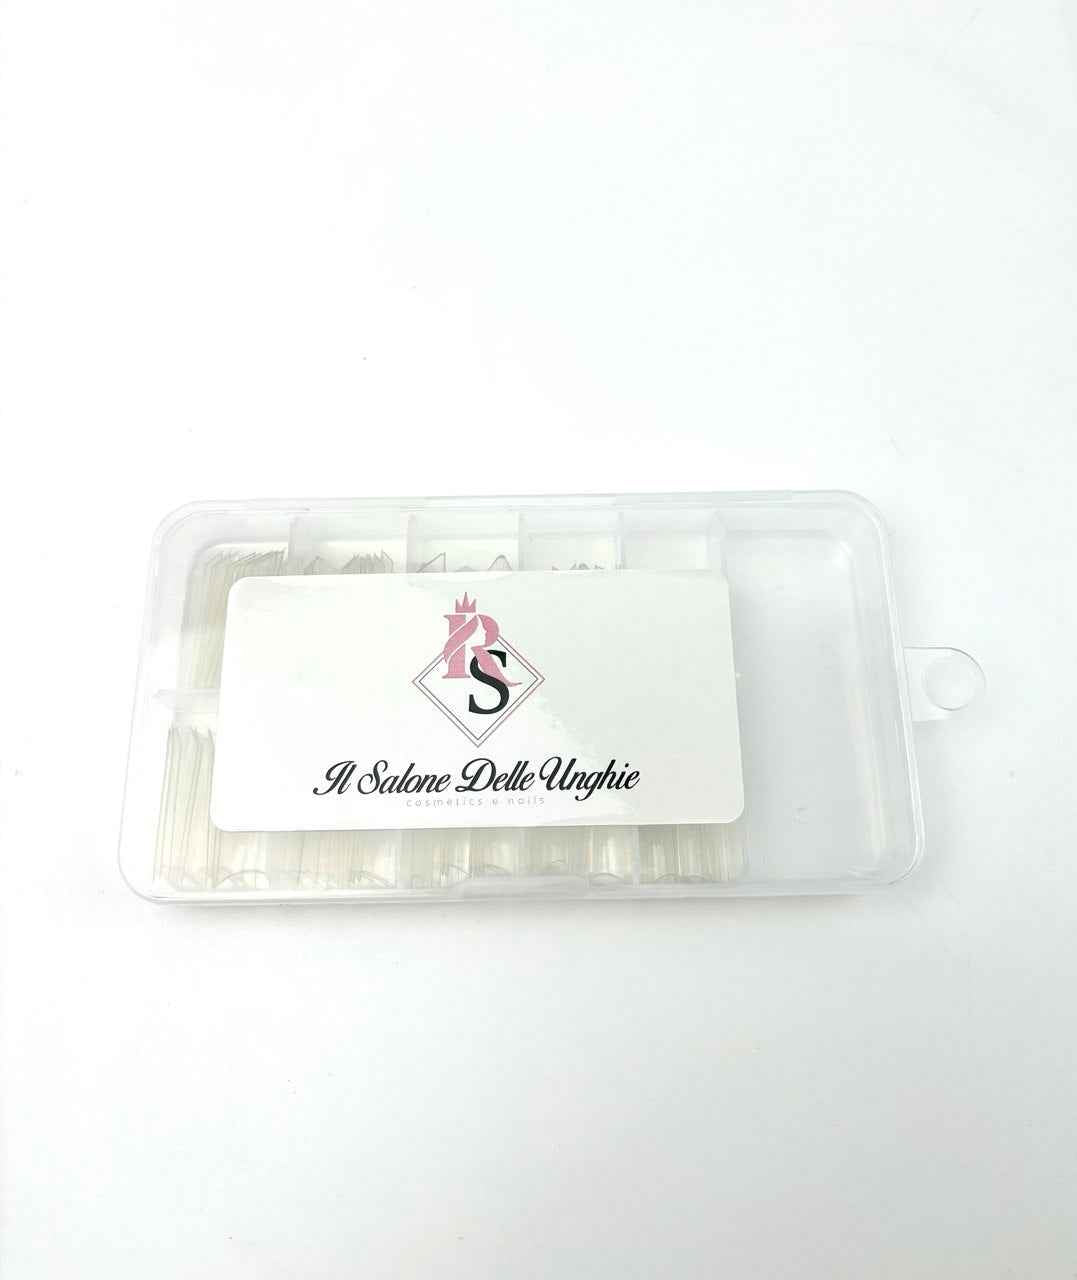 RS
Il Salone Delle Unghie
cosmetics e nails